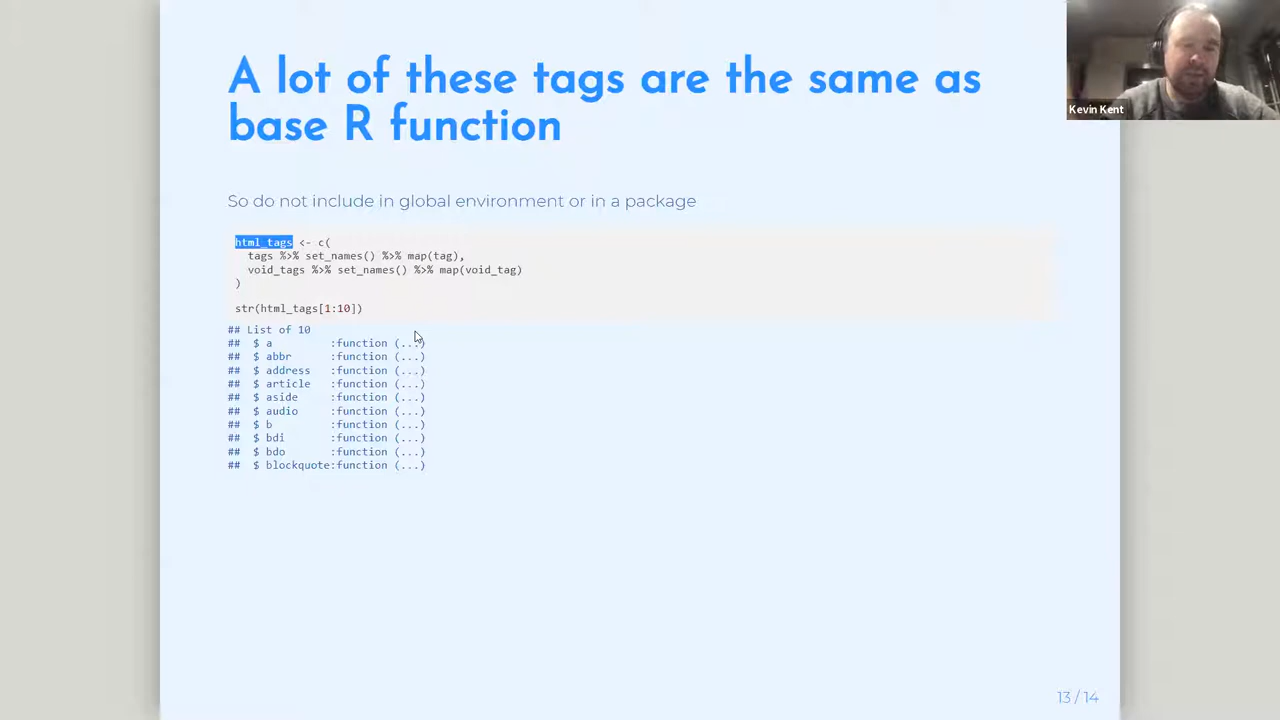 A lot of these tags are the same as
base R function
So do not include in global environment or in a package
html_tags <- c(
  tags %>% set_names() %>% map(tag),
  void_tags %>% set_names() %>% map(void_tag)
)
str(html_tags[1:10])
## List of 10
##  $ a         :function (...)
##  $ abbr      :function (...)
##  $ address   :function (...)
##  $ article   :function (...)
##  $ aside     :function (...)
##  $ audio     :function (...)
##  $ b         :function (...)
##  $ bdi       :function (...)
##  $ bdo       :function (...)
##  $ blockquote:function (...)
13 / 14
Kevin Kent